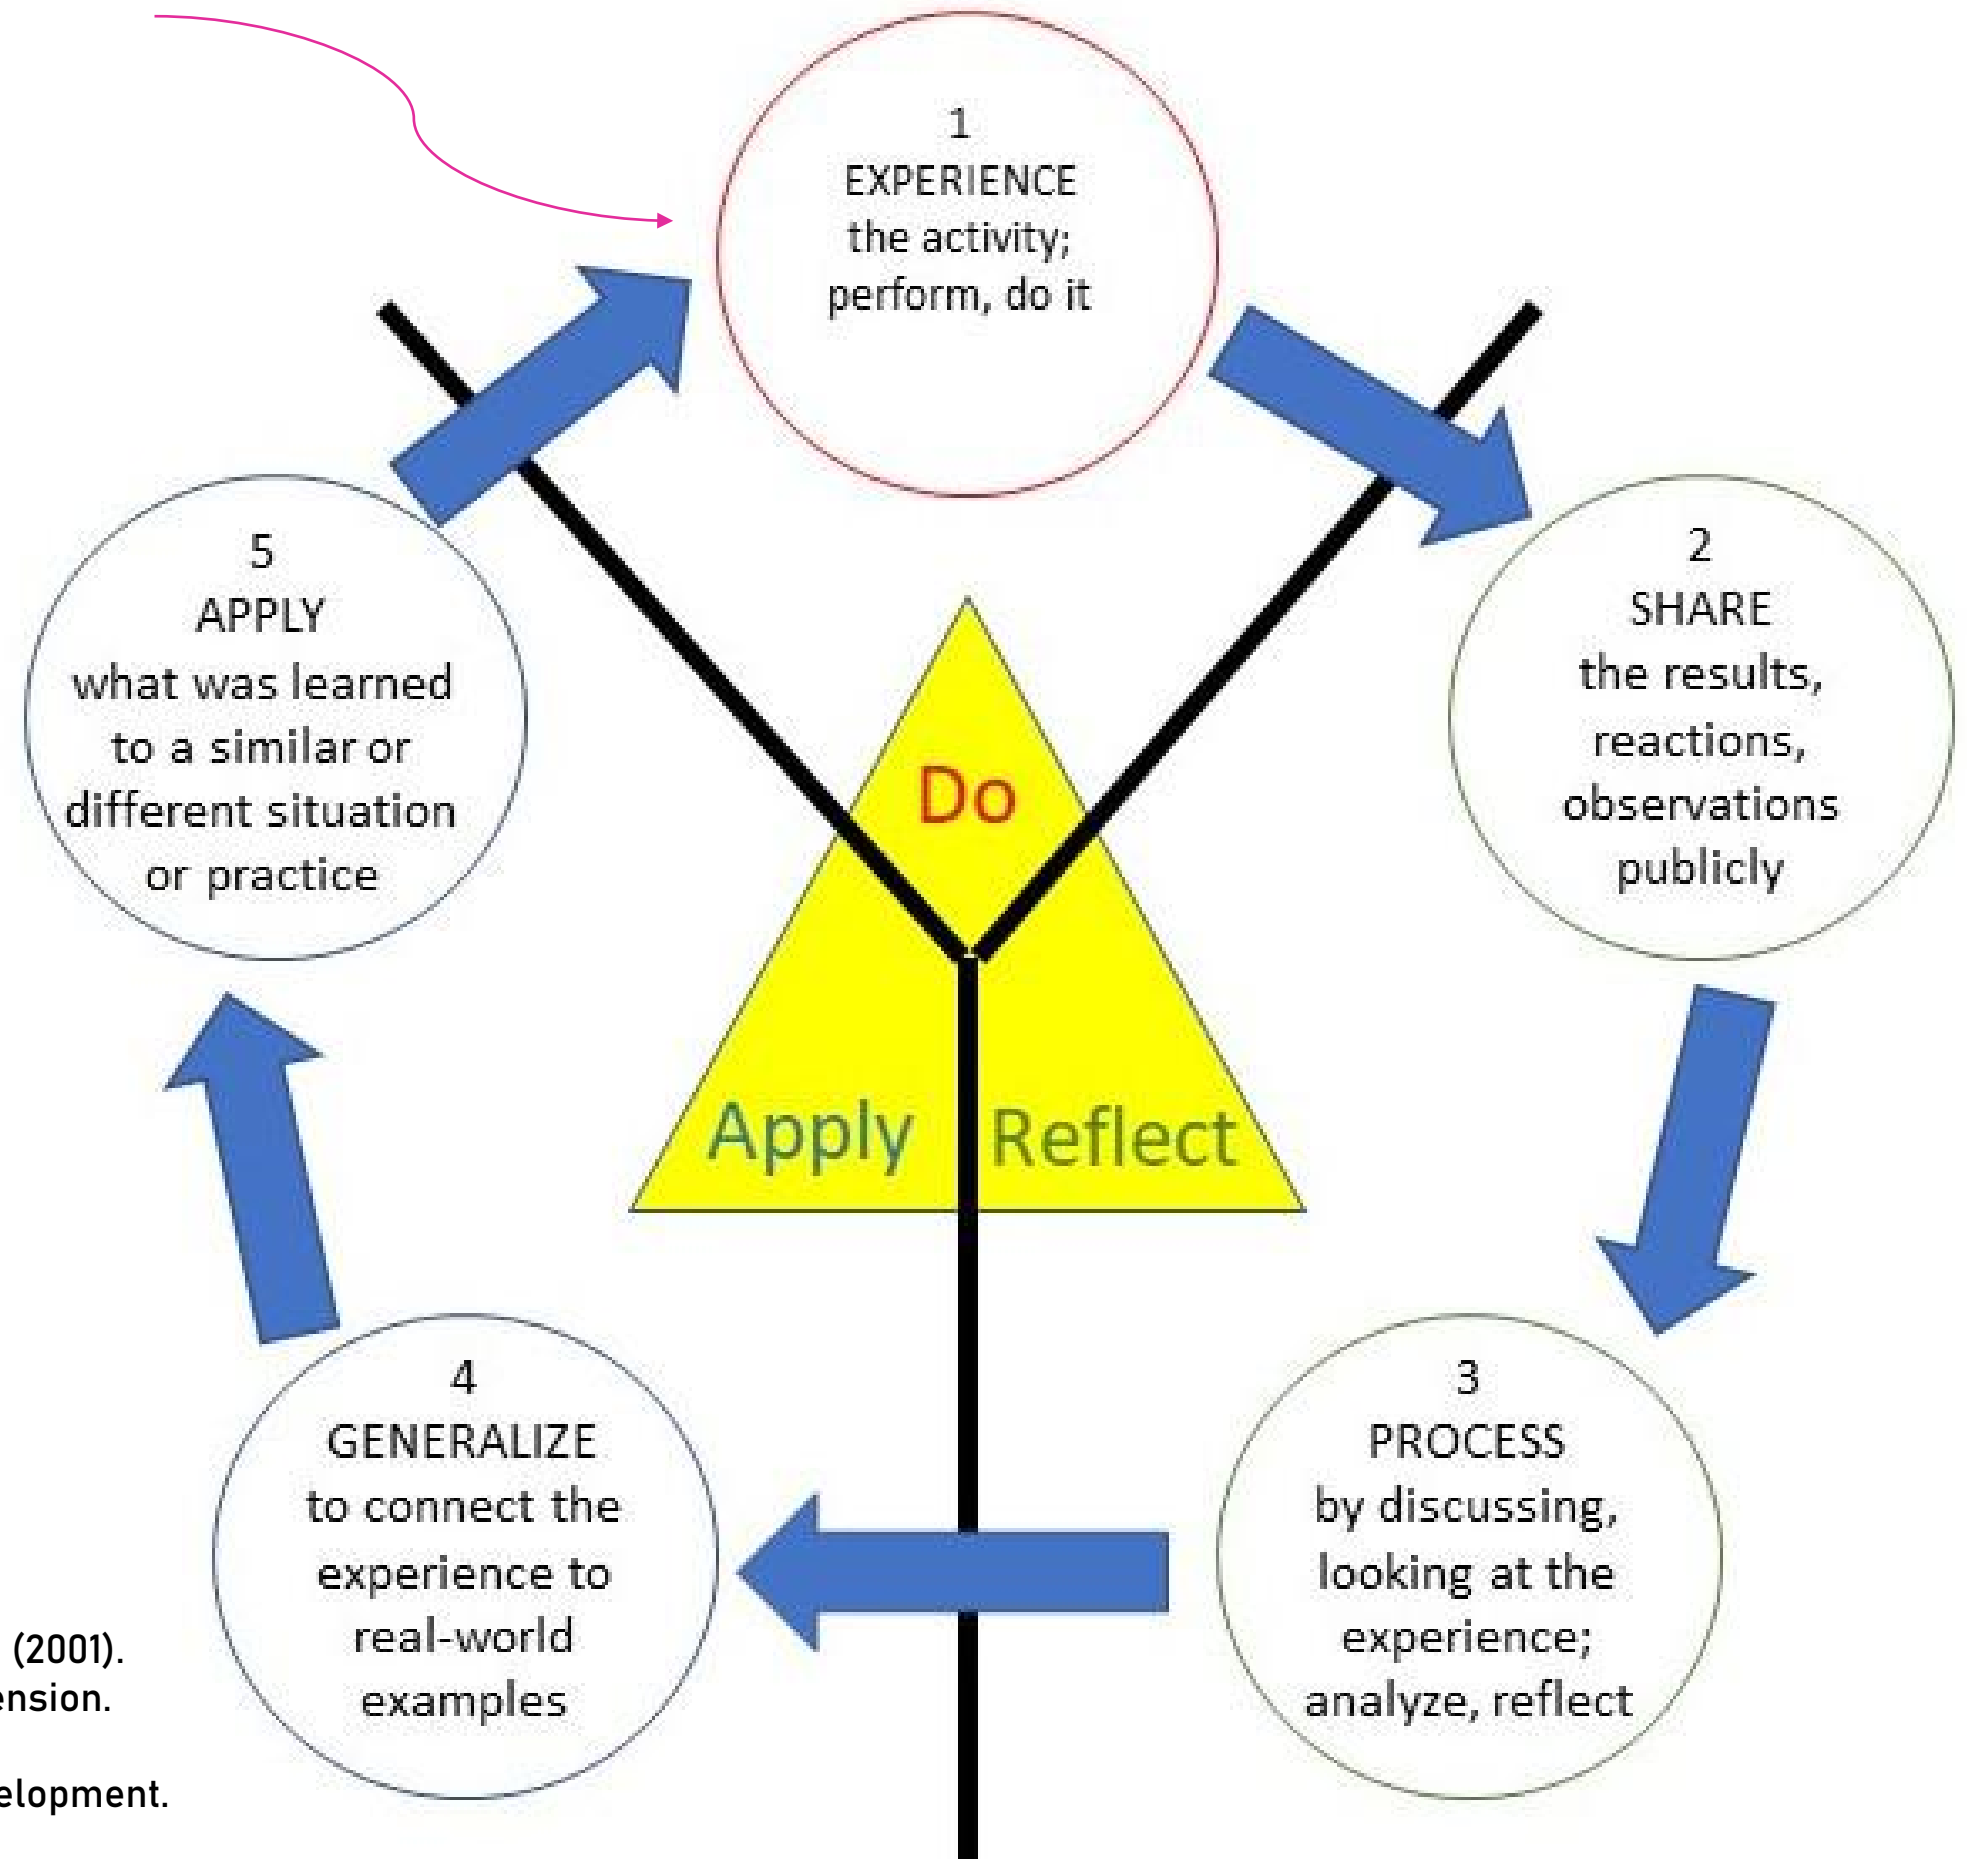 1
EXPERIENCE
the activity;
perform, do it
2
SHARE
the results,
reactions,
observations
publicly
3
PROCESS
by discussing,
looking at the
experience;
analyze, reflect
4
GENERALIZE
to connect the
experience to
real-world
examples
5
APPLY
what was learned
to a similar or
different situation
or practice
Do
Apply
Reflect
(2001).
ension.
elopment.